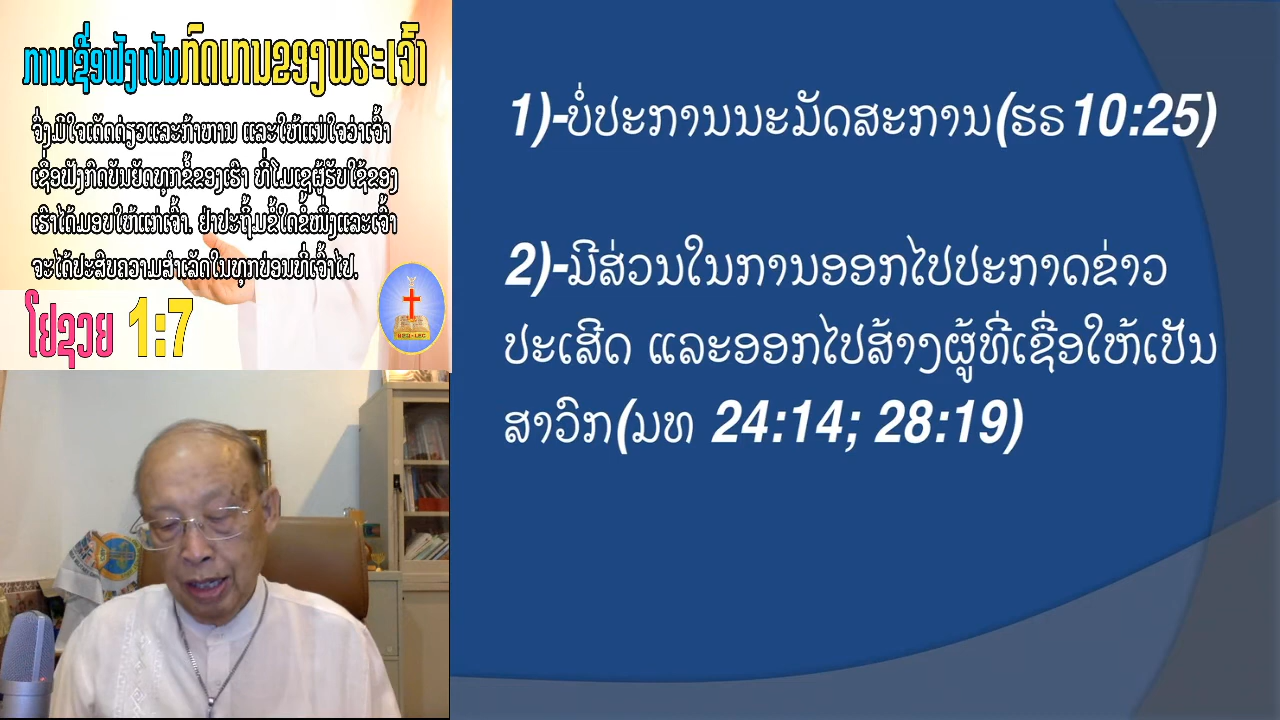 ການເຊື່ອຟັງເປັນກົດເກນຂອງພຣະເຈົ້າ
ຈົ່ງມີໃຈເດັດດ່ຽວແລະກ້າຫານ ແລະໃຫ້ແນ່ໃຈວ່າເຈົ້າ
ເຊື່ອຟັງກົດບັນຍັດທຸກຂໍ້ຂອງເຮົາ ທີ່ໂມເຊຜູ້ຮັບໃຊ້ຂອງ
ເຮົາໄດ້ມອບໃຫ້ແກ່ເຈົ້າ. ຢ່າປະຖິ້ມຂໍ້ໃດຂໍ້ໜຶ່ງແລະເຈົ້າ
ຈະໄດ້ປະສົບຄວາມສຳເລັດໃນທຸກບ່ອນທີ່ເຈົ້າໄປ.
ໂຢຊວຍ 1:7
1)-ບໍ່ປະການນະມັດສະການ(ຮຣ 10:25)
2)-ມີສ່ວນໃນການອອກໄປປະກາດຂ່າວ
ປະເສີດ ແລະອອກໄປສ້າງຜູ້ທີ່ເຊື່ອໃຫ້ເປັນ
ສາວົກ(ມທ 24:14; 28:19)